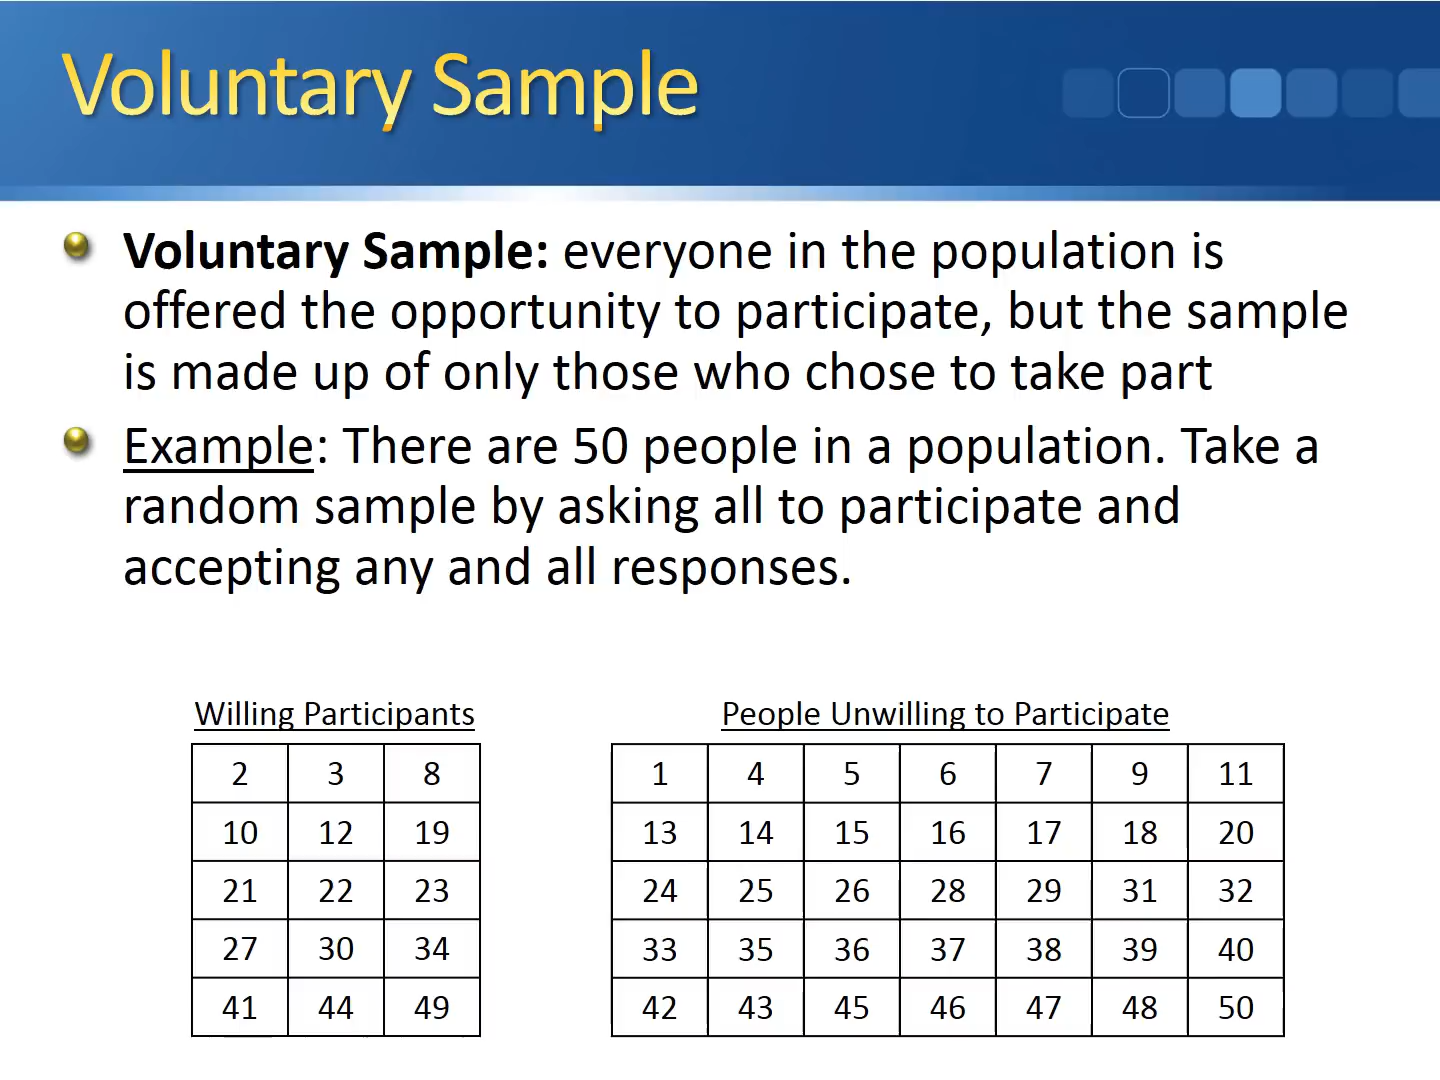 Voluntary Sample
Voluntary Sample: everyone in the population is
offered the opportunity to participate, but the sample
is made up of only those who chose to take part
Example: There are 50 people in a population. Take a
random sample by asking all to participate and
accepting any and all responses.
Willing Participants
2 3 8
10 12 19
21 22 23
27 30 34
41 44 49
People Unwilling to Participate
1 4 5 6 7 9 11
13 14 15 16 17 18 20
24 25 26 28 29 31 32
33 35 36 37 38 39 40
42 43 45 46 47 48 50